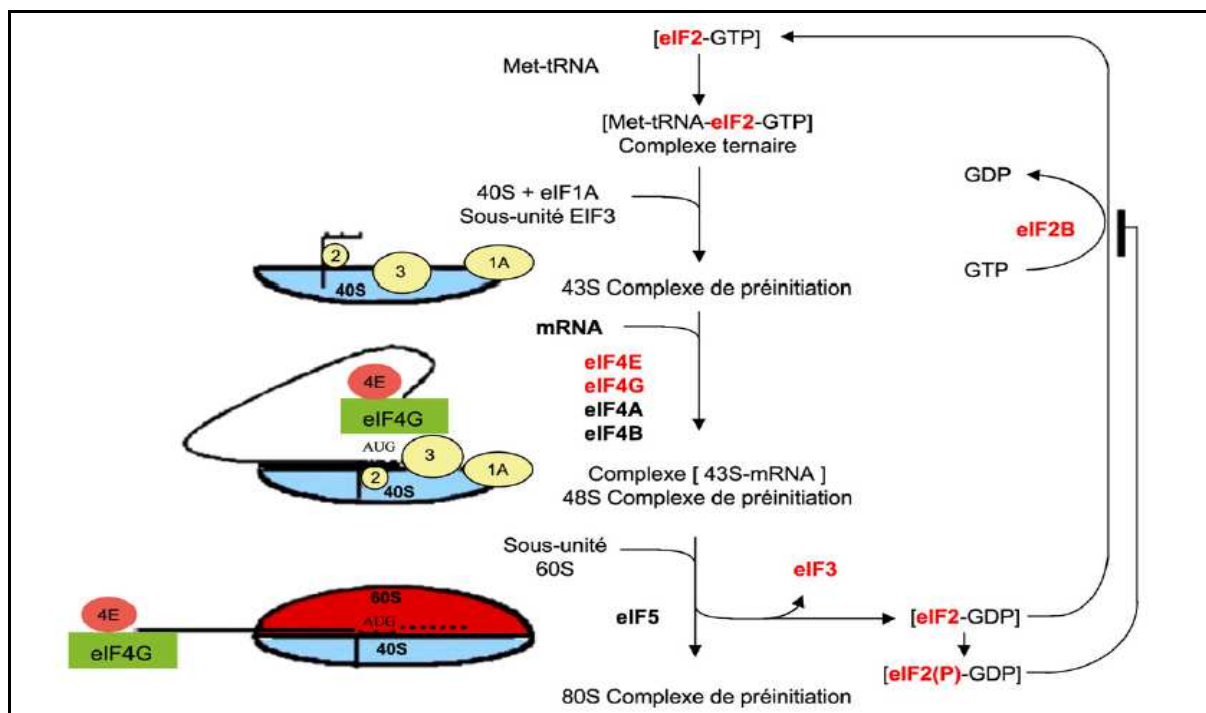 [eIF2-GTP]
Met-tRNA
[Met-tRNA-eIF2-GTP]
Complexe ternaire
GDP
40S + eIF1A
Sous-unité EIF3
eIF2B
2
3
1A
40S
GTP
43S Complexe de préinitiation
mRNA
eIF4E
eIF4G
eIF4A
eIF4B
4E
eIF4G
AUG
3
2
1A
40S
Complexe [ 43S-mRNA ]
48S Complexe de préinitiation
Sous-unité
60S
eIF3
eIF5
[eIF2-GDP]
[eIF2(P)-GDP]
60S
4E
AUG
eIF4G
40S
80S Complexe de préinitiation